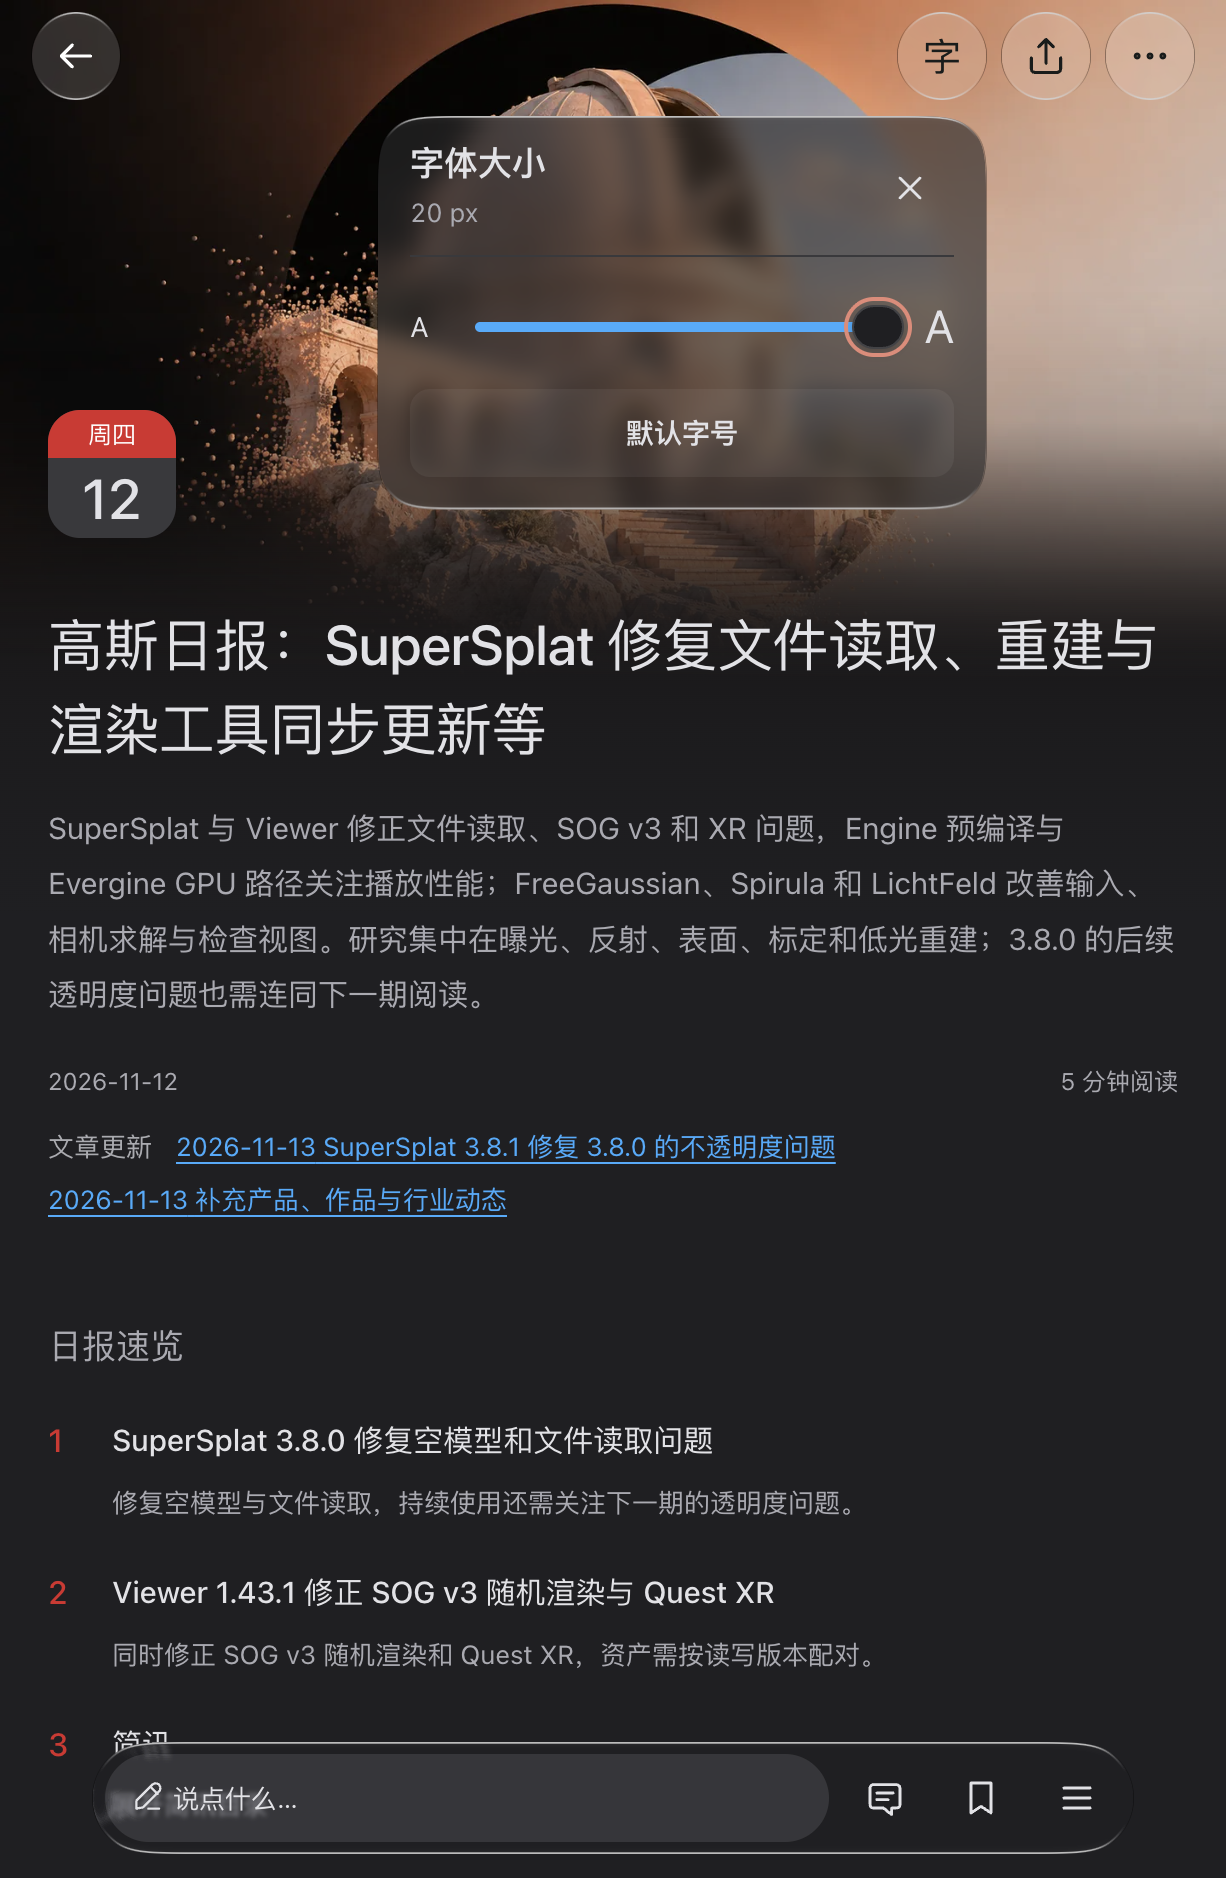 字
字体大小
20 px
A
A
默认字号
周四
12
高斯日报：SuperSplat 修复文件读取、重建与
渲染工具同步更新等
SuperSplat 与 Viewer 修正文件读取、SOG v3 和 XR 问题，Engine 预编译与
Evergine GPU 路径关注播放性能；FreeGaussian、Spirula 和 LichtFeld 改善输入、
相机求解与检查视图。研究集中在曝光、反射、表面、标定和低光重建；3.8.0 的后续
透明度问题也需连同下一期阅读。
2026-11-12
5 分钟阅读
文章更新 2026-11-13 SuperSplat 3.8.1 修复 3.8.0 的不透明度问题
2026-11-13 补充产品、作品与行业动态
日报速览
1 SuperSplat 3.8.0 修复空模型和文件读取问题
修复空模型与文件读取，持续使用还需关注下一期的透明度问题。
2 Viewer 1.43.1 修正 SOG v3 随机渲染与 Quest XR
同时修正 SOG v3 随机渲染和 Quest XR，资产需按读写版本配对。
3 简讯
说点什么...